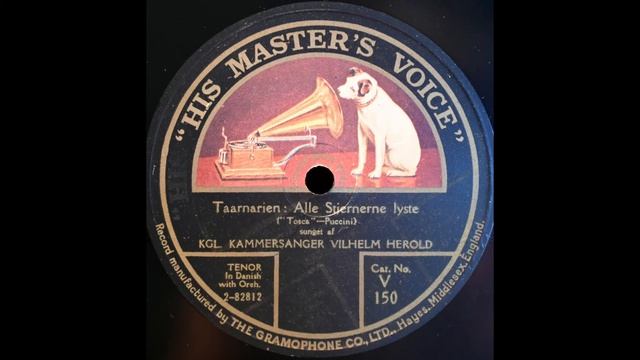 "HIS MASTER'S VOICE"
Taarnarien: Alle Stjernerne lyste
("Tosca"—Puccini)
sunget af
KGL. KAMMERSANGER VILHELM HEROLD
TENOR
In Danish
with Orch.
2-82812
Cat. No.
V
150
Record manufactured by THE GRAMOPHONE CO., LTD., Hayes, Middlesex, England.